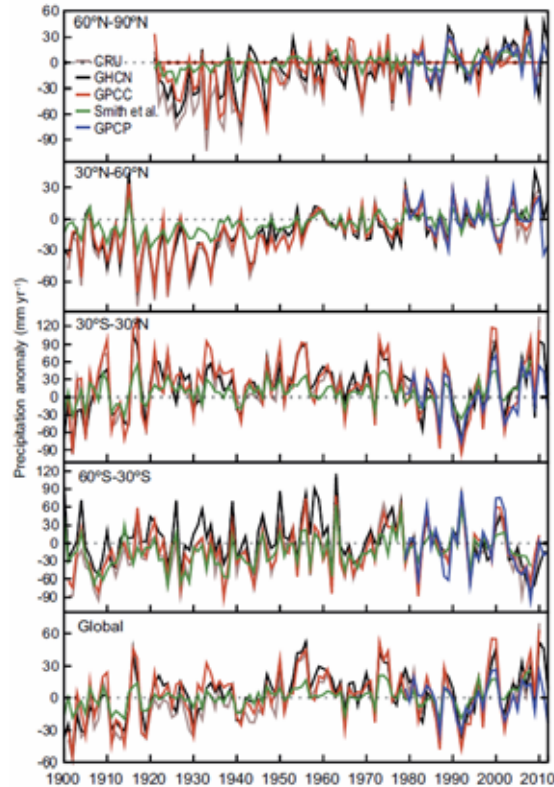 60ºN-90ºN
60
30
0
-30
-60
-90
CRU
GHCN
GPCC
Smith et al.
GPCP
30ºN-60ºN
30
0
-30
-60
Precipitation anomaly (mm yr⁻¹)
30ºS-30ºN
120
90
60
30
0
-30
-60
-90
60ºS-30ºS
120
90
60
30
0
-30
-60
-90
Global
60
30
0
-30
-60
1900 1910 1920 1930 1940 1950 1960 1970 1980 1990 2000 2010